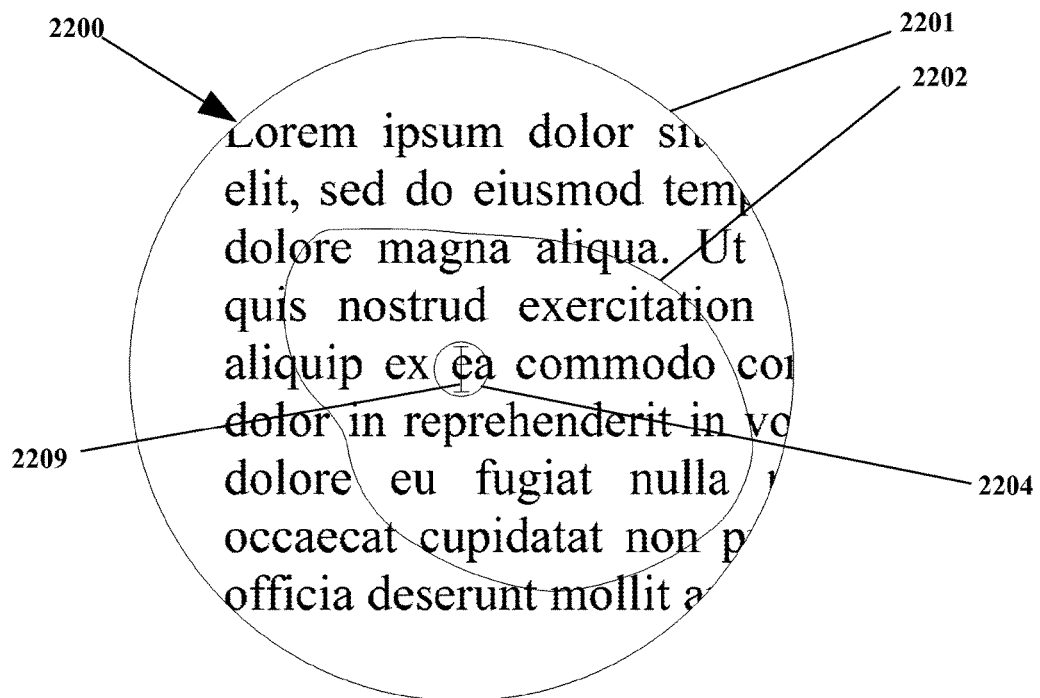 2200
2201
2202
Lorem ipsum dolor sit
elit, sed do eiusmod temp
dolore magna aliqua. Ut
quis nostrud exercitation
aliquip ex ea commodo con
dolor in reprehenderit in vo
2209
dolore eu fugiat nulla
2204
occaecat cupidatat non p
officia deserunt mollit a